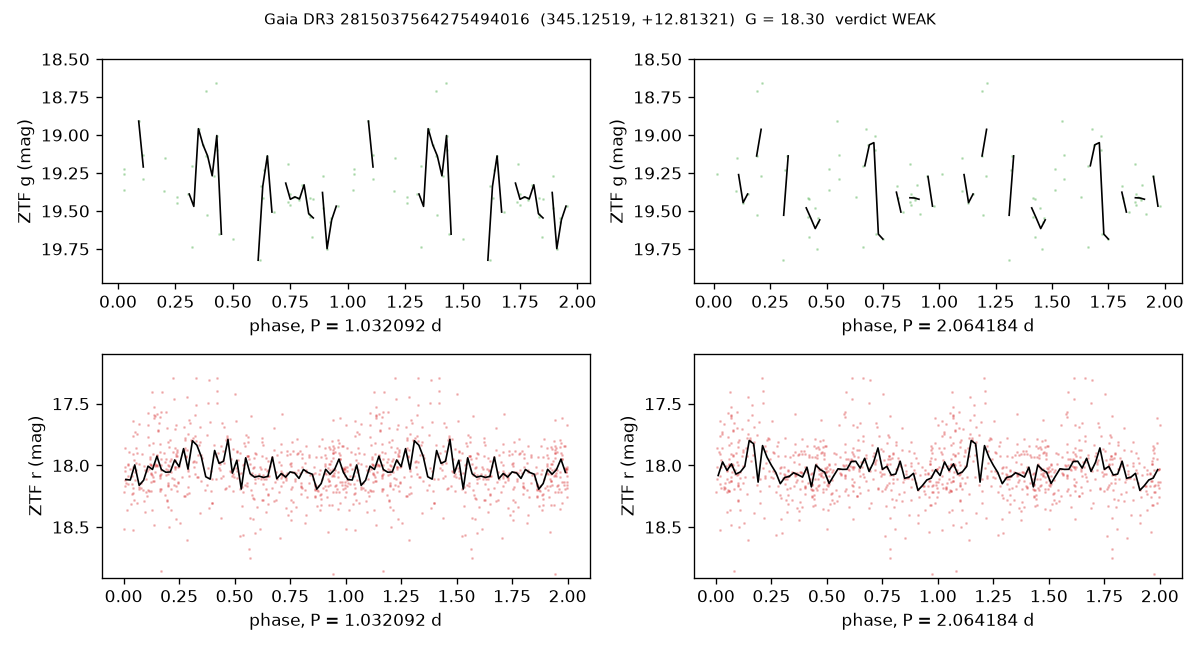 Gaia DR3 2815037564275494016  (345.12519, +12.81321)  G = 18.30  verdict WEAK
18.50
18.75
19.00
19.25
19.50
19.75
ZTF g (mag)
0.00 0.25 0.50 0.75 1.00 1.25 1.50 1.75 2.00
phase, P = 1.032092 d
18.50
18.75
19.00
19.25
19.50
19.75
ZTF g (mag)
0.00 0.25 0.50 0.75 1.00 1.25 1.50 1.75 2.00
phase, P = 2.064184 d
17.5
18.0
18.5
ZTF r (mag)
0.00 0.25 0.50 0.75 1.00 1.25 1.50 1.75 2.00
phase, P = 1.032092 d
17.5
18.0
18.5
ZTF r (mag)
0.00 0.25 0.50 0.75 1.00 1.25 1.50 1.75 2.00
phase, P = 2.064184 d